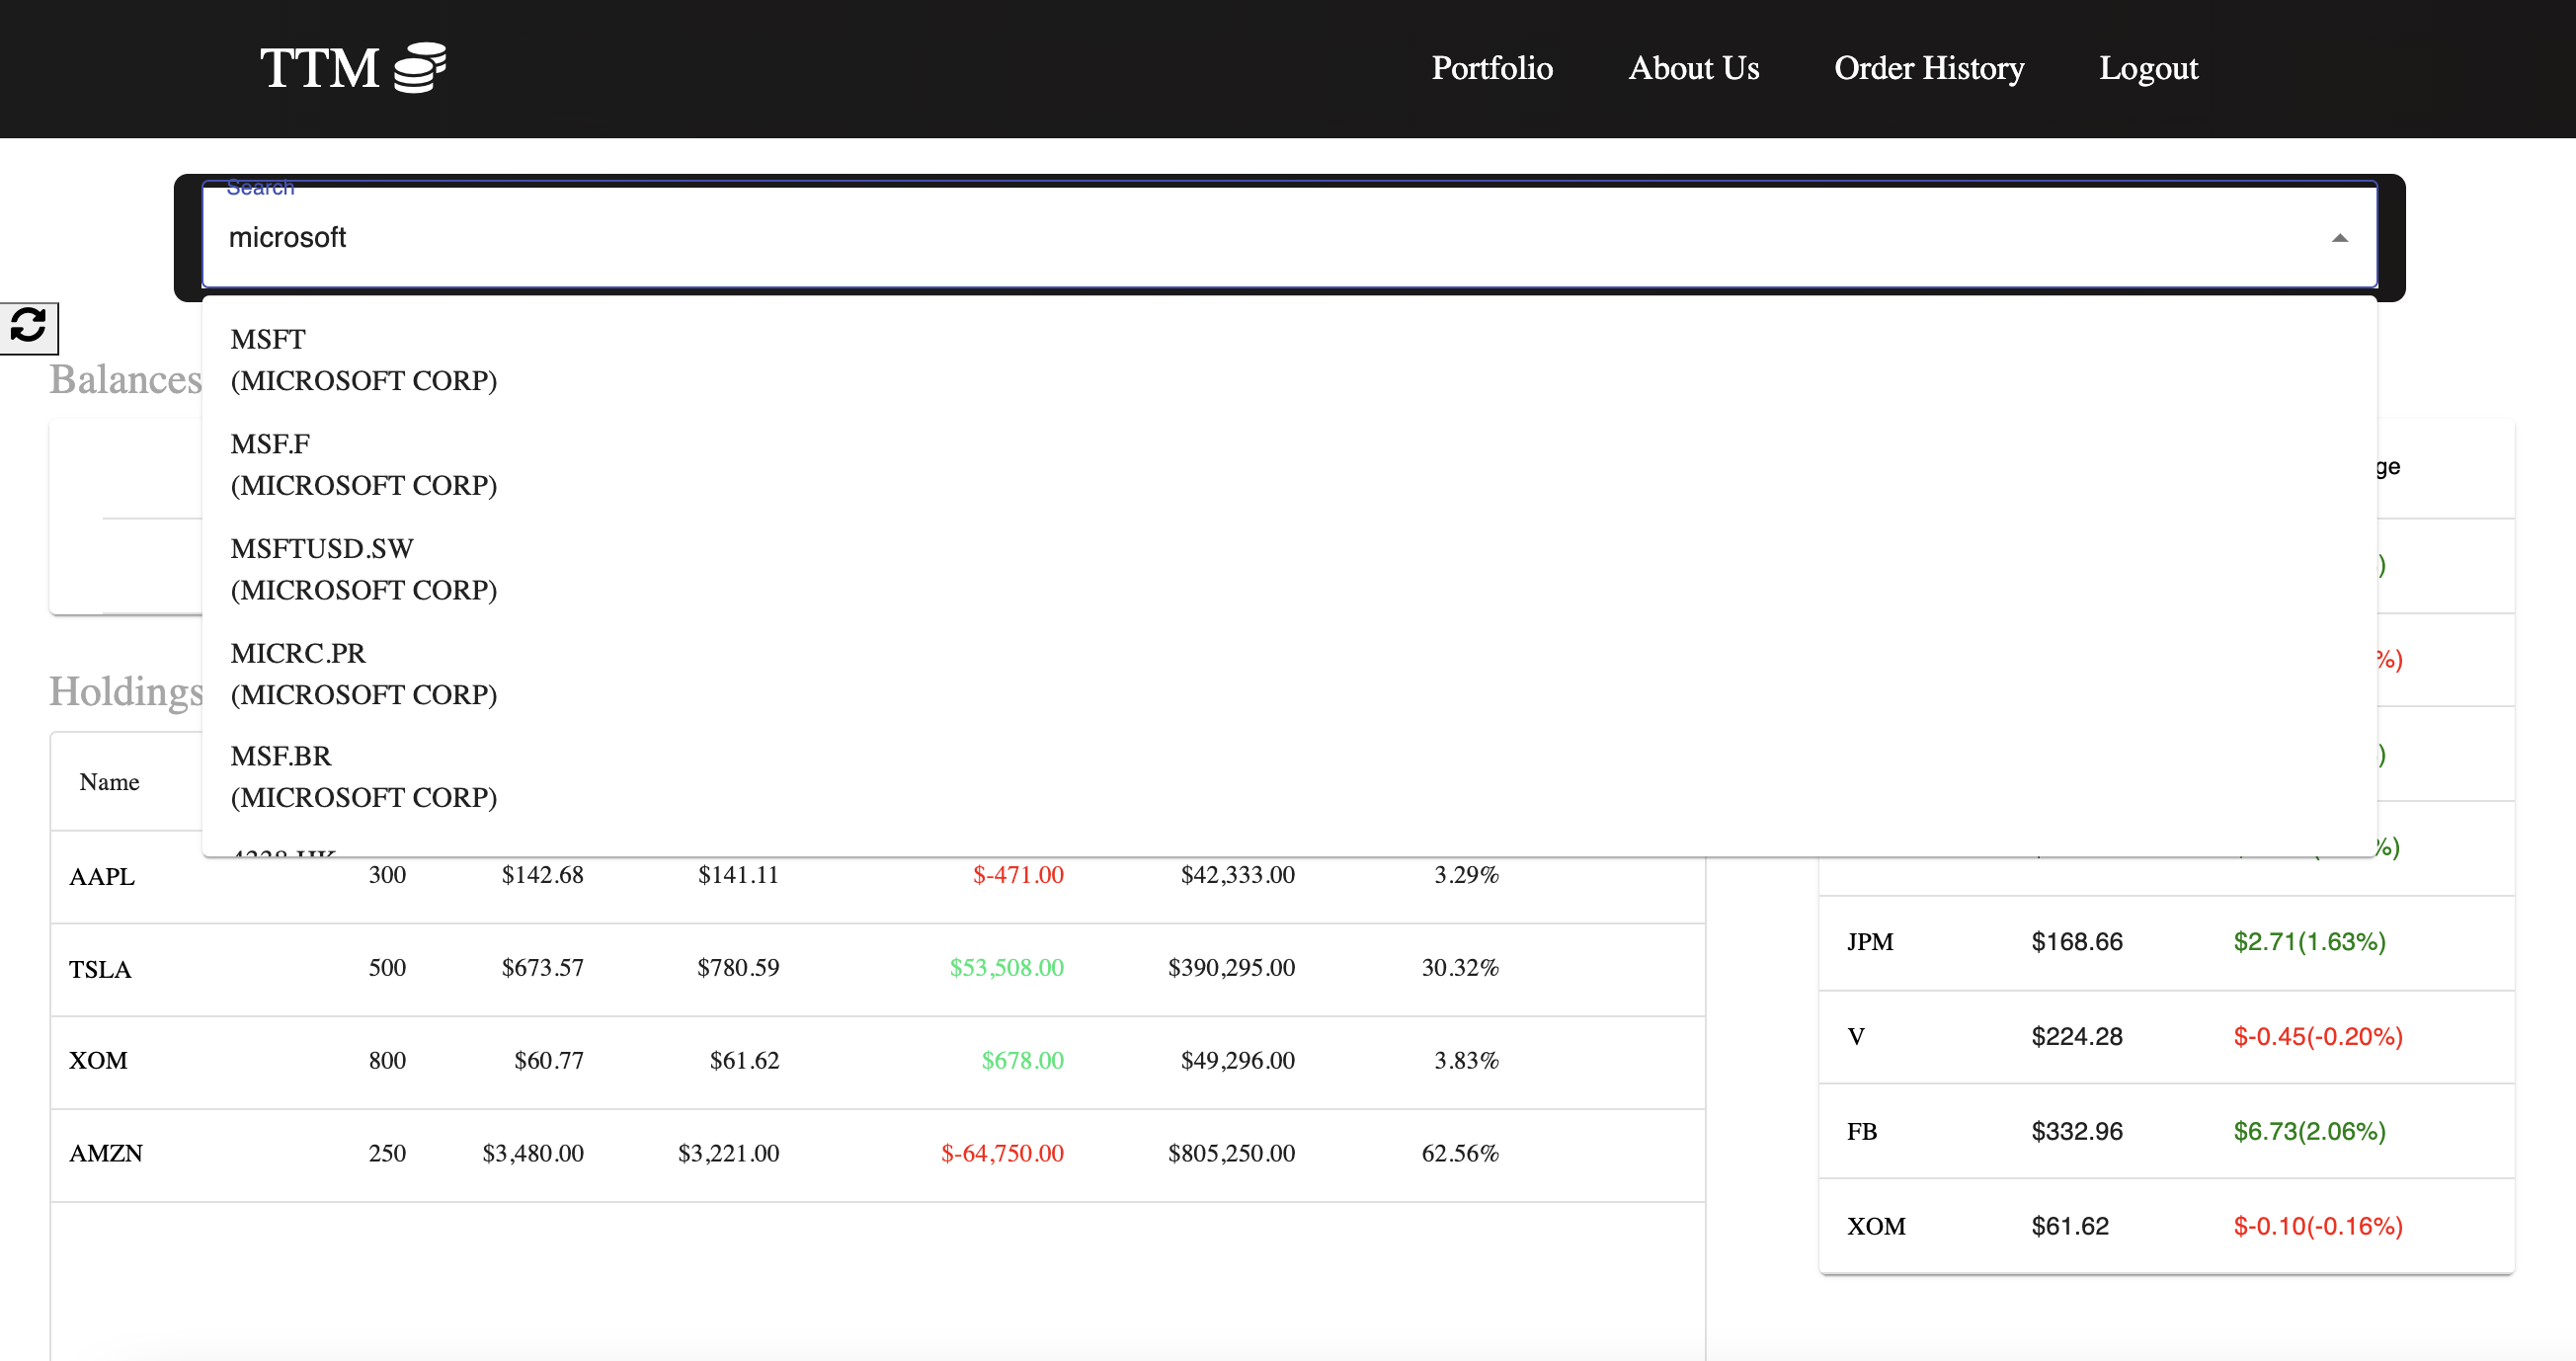 TTM
Portfolio About Us Order History Logout
Search
microsoft
MSFT
(MICROSOFT CORP)
MSF.F
(MICROSOFT CORP)
MSFTUSD.SW
(MICROSOFT CORP)
MICRC.PR
(MICROSOFT CORP)
MSF.BR
(MICROSOFT CORP)
Balances
Holdings
Name
AAPL 300 $142.68 $141.11 $-471.00 $42,333.00 3.29%
TSLA 500 $673.57 $780.59 $53,508.00 $390,295.00 30.32%
XOM 800 $60.77 $61.62 $678.00 $49,296.00 3.83%
AMZN 250 $3,480.00 $3,221.00 $-64,750.00 $805,250.00 62.56%
ge
)
%)
)
%)
JPM $168.66 $2.71(1.63%)
V $224.28 $-0.45(-0.20%)
FB $332.96 $6.73(2.06%)
XOM $61.62 $-0.10(-0.16%)